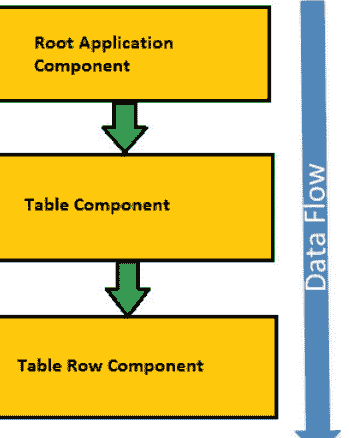 Root Application
Component
Table Component
Table Row Component
Data Flow